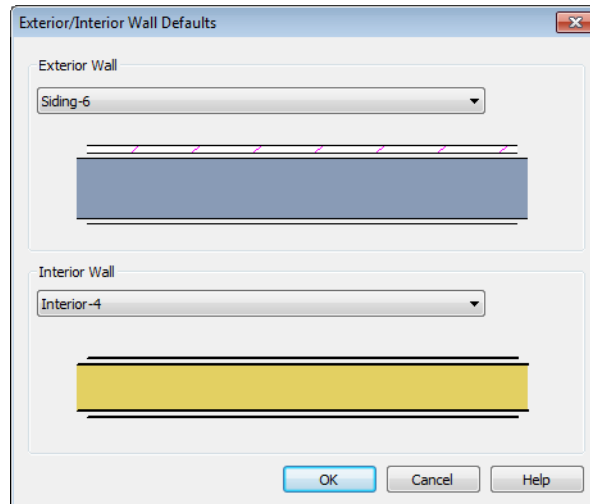 Exterior/Interior Wall Defaults
Exterior Wall
Siding-6
Interior Wall
Interior-4
OK Cancel Help